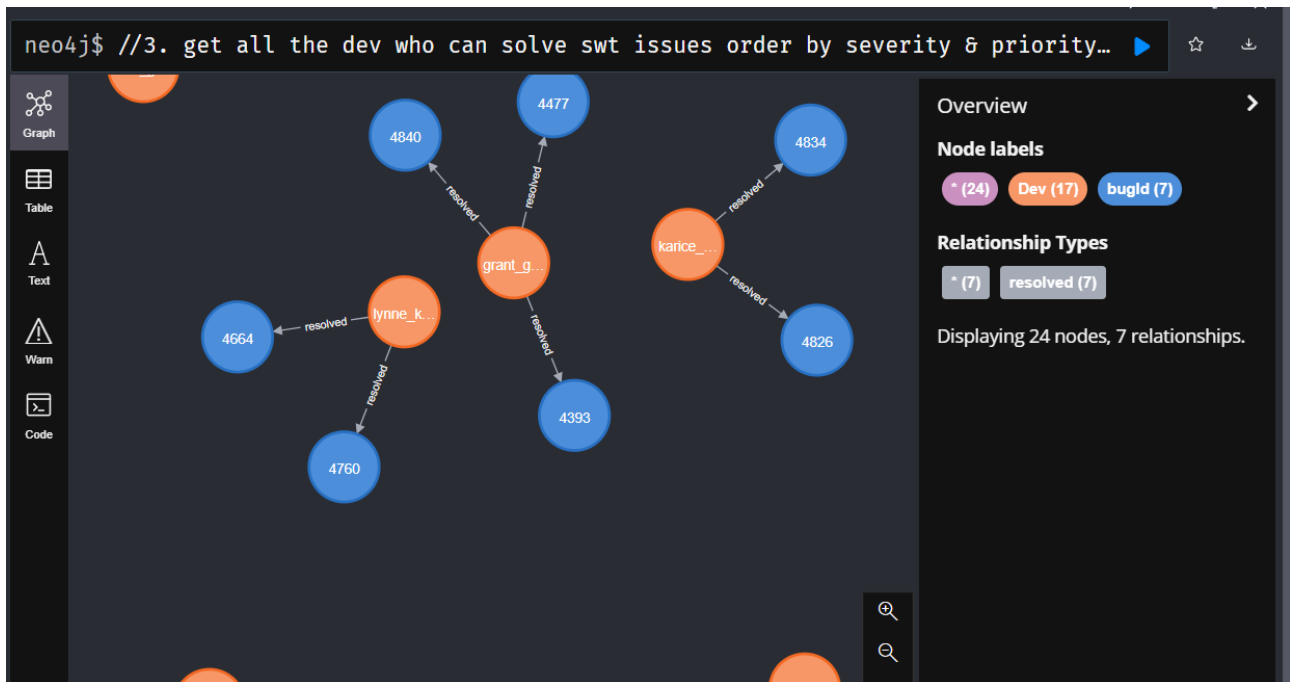 neo4j$ //3. get all the dev who can solve swt issues order by severity & priority…
Graph
Table
Text
Warn
Code
4840
4477
4834
resolved
resolved
resolved
grant_g…
karice_…
lynne_k…
resolved
resolved
resolved
resolved
4664
4826
4393
4760
Overview
Node labels
* (24) Dev (17) bugId (7)
Relationship Types
* (7) resolved (7)
Displaying 24 nodes, 7 relationships.